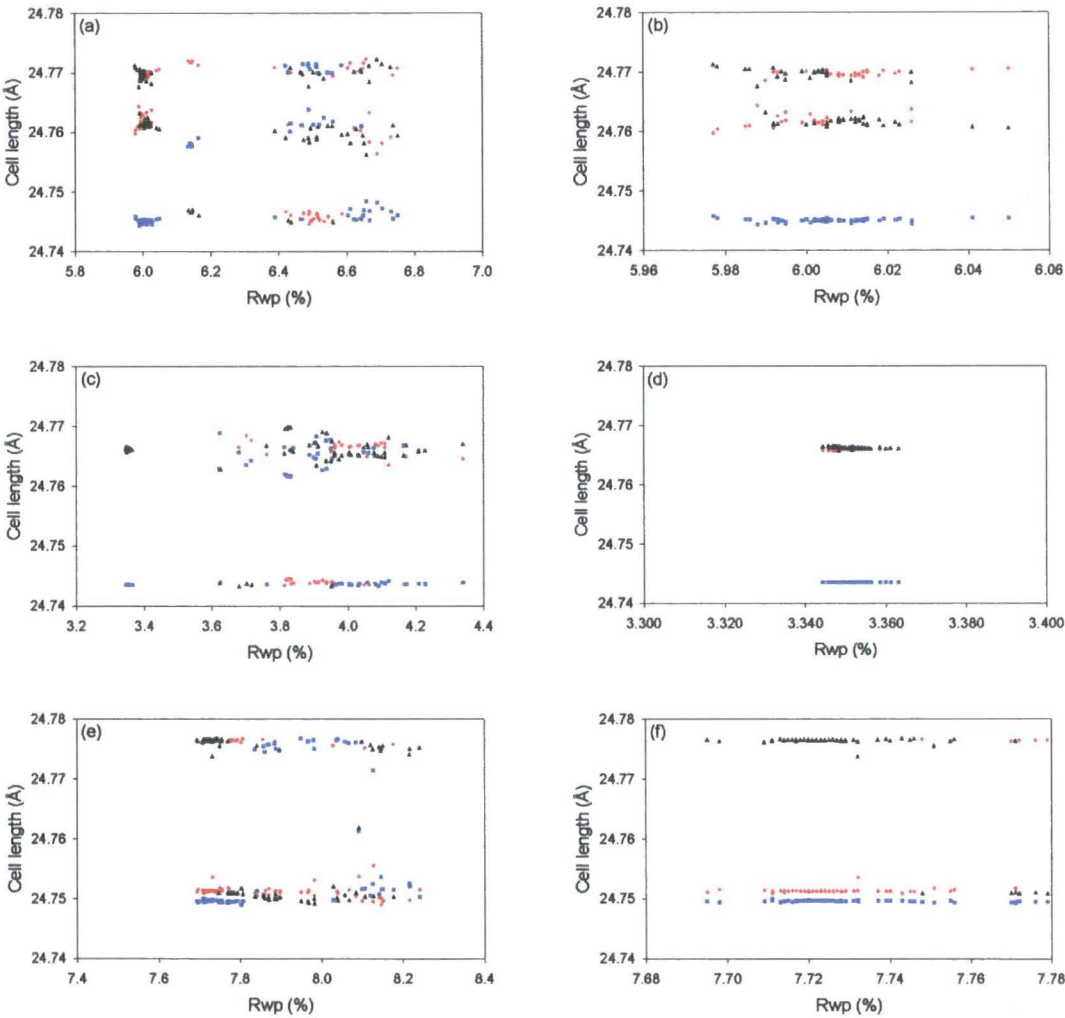 (a)
24.78
24.77
24.76
24.75
24.74
Cell length (Å)
5.8 6.0 6.2 6.4 6.6 6.8 7.0
Rwp (%)
(b)
24.78
24.77
24.76
24.75
24.74
Cell length (Å)
5.96 5.98 6.00 6.02 6.04 6.06
Rwp (%)
(c)
24.78
24.77
24.76
24.75
24.74
Cell length (Å)
3.2 3.4 3.6 3.8 4.0 4.2 4.4
Rwp (%)
(d)
24.78
24.77
24.76
24.75
24.74
Cell length (Å)
3.300 3.320 3.340 3.360 3.380 3.400
Rwp (%)
(e)
24.78
24.77
24.76
24.75
24.74
Cell length (Å)
7.4 7.6 7.8 8.0 8.2 8.4
Rwp (%)
(f)
24.78
24.77
24.76
24.75
24.74
Cell length (Å)
7.68 7.70 7.72 7.74 7.76 7.78
Rwp (%)